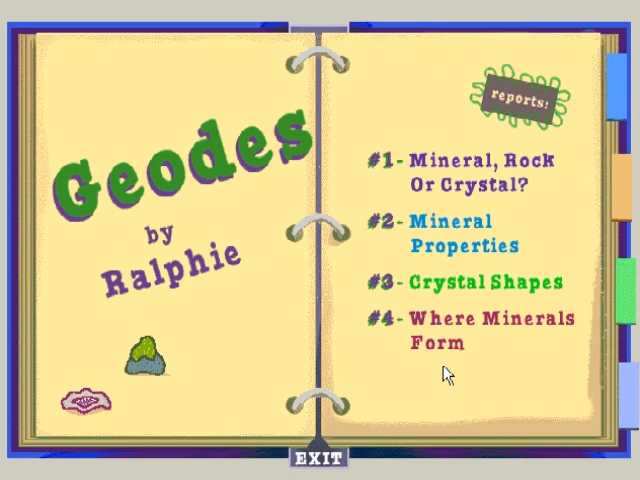 Geodes
by
Ralphie
reports:
#1- Mineral, Rock
Or Crystal?
#2- Mineral
Properties
#3- Crystal Shapes
#4- Where Minerals
Form
EXIT